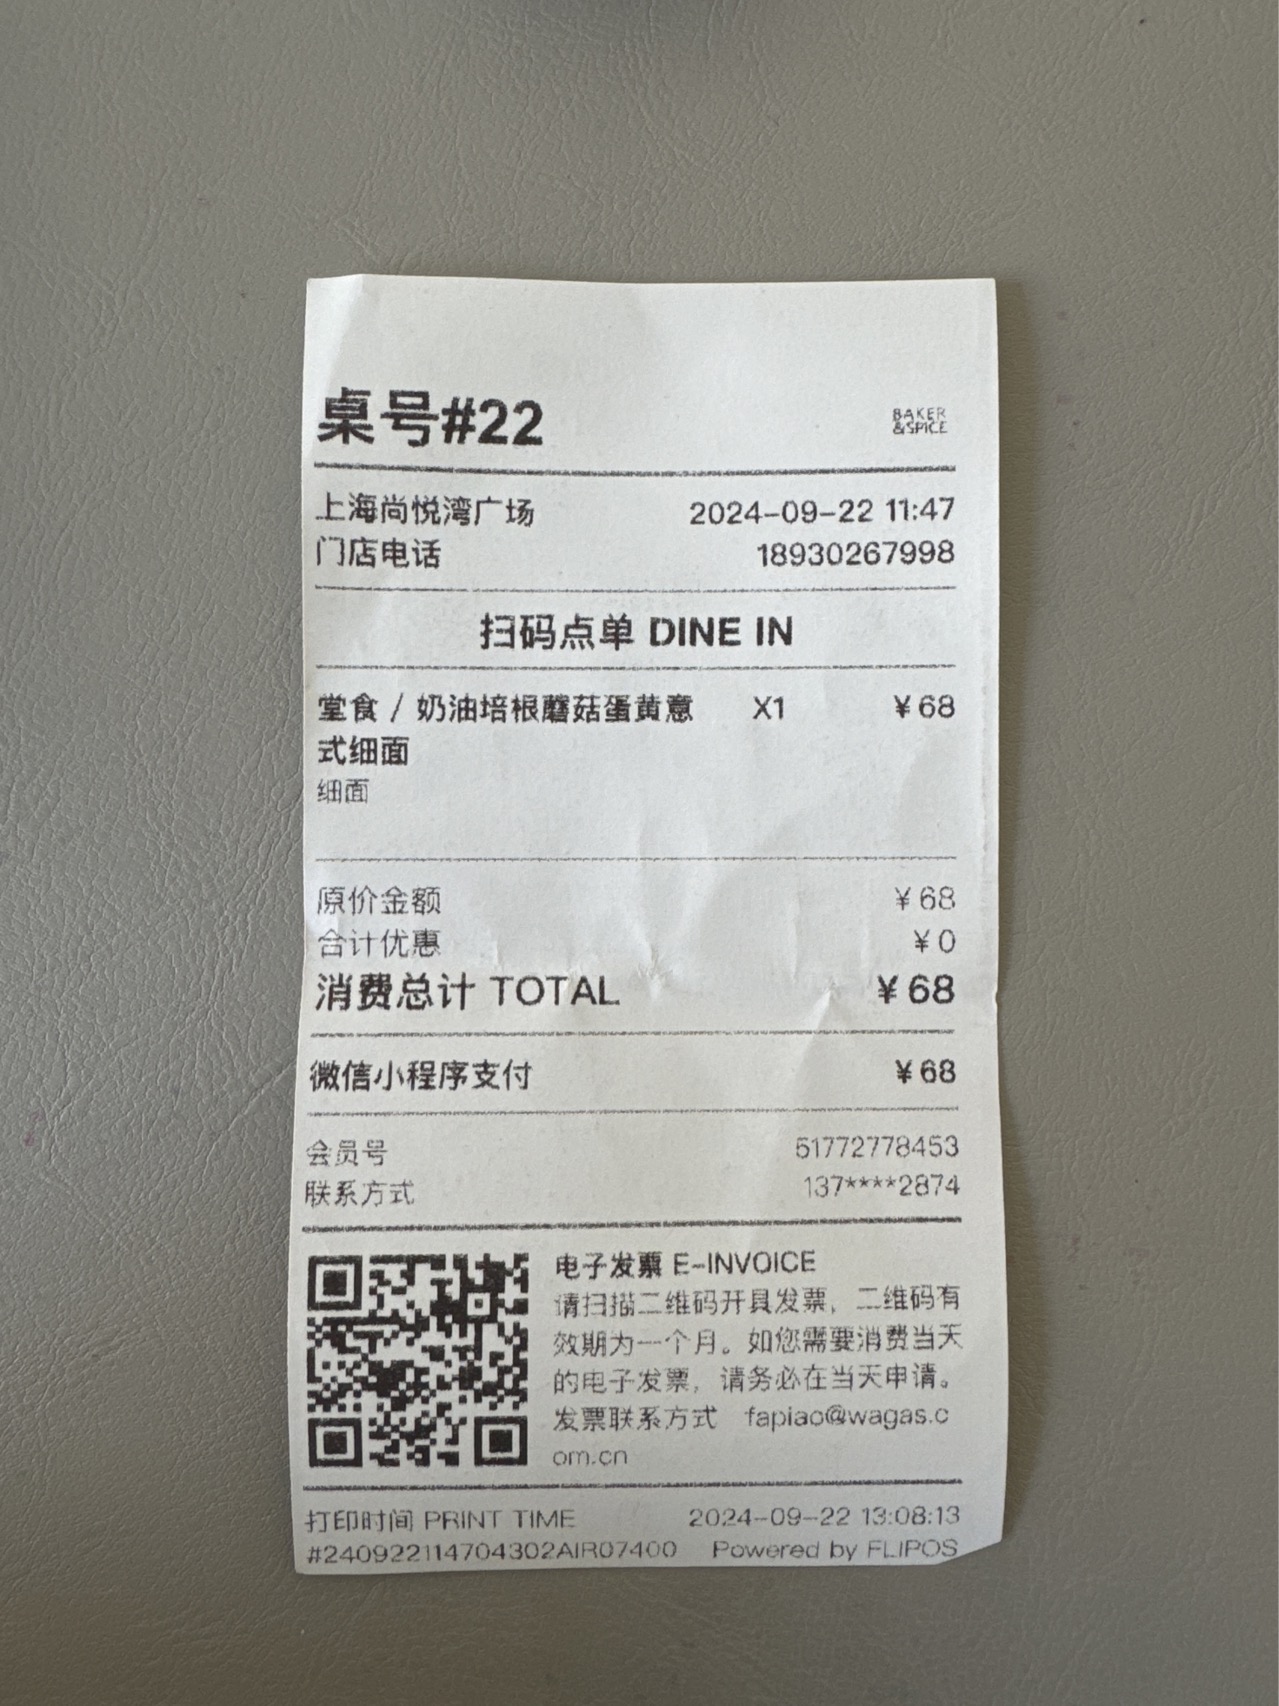 桌号#22
BAKER
&SPICE
上海尚悦湾广场 2024-09-22 11:47
门店电话 18930267998
扫码点单 DINE IN
堂食 / 奶油培根蘑菇蛋黄意 X1 ¥68
式细面
细面
原价金额 ¥68
合计优惠 ¥0
消费总计 TOTAL ¥68
微信小程序支付 ¥68
会员号 51772778453
联系方式 137****2874
电子发票 E-INVOICE
请扫描二维码开具发票，二维码有
效期为一个月。如您需要消费当天
的电子发票，请务必在当天申请。
发票联系方式 fapiao@wagas.c
om.cn
打印时间 PRINT TIME 2024-09-22 13:08:13
#240922114704302AIR07400 Powered by FLIPOS